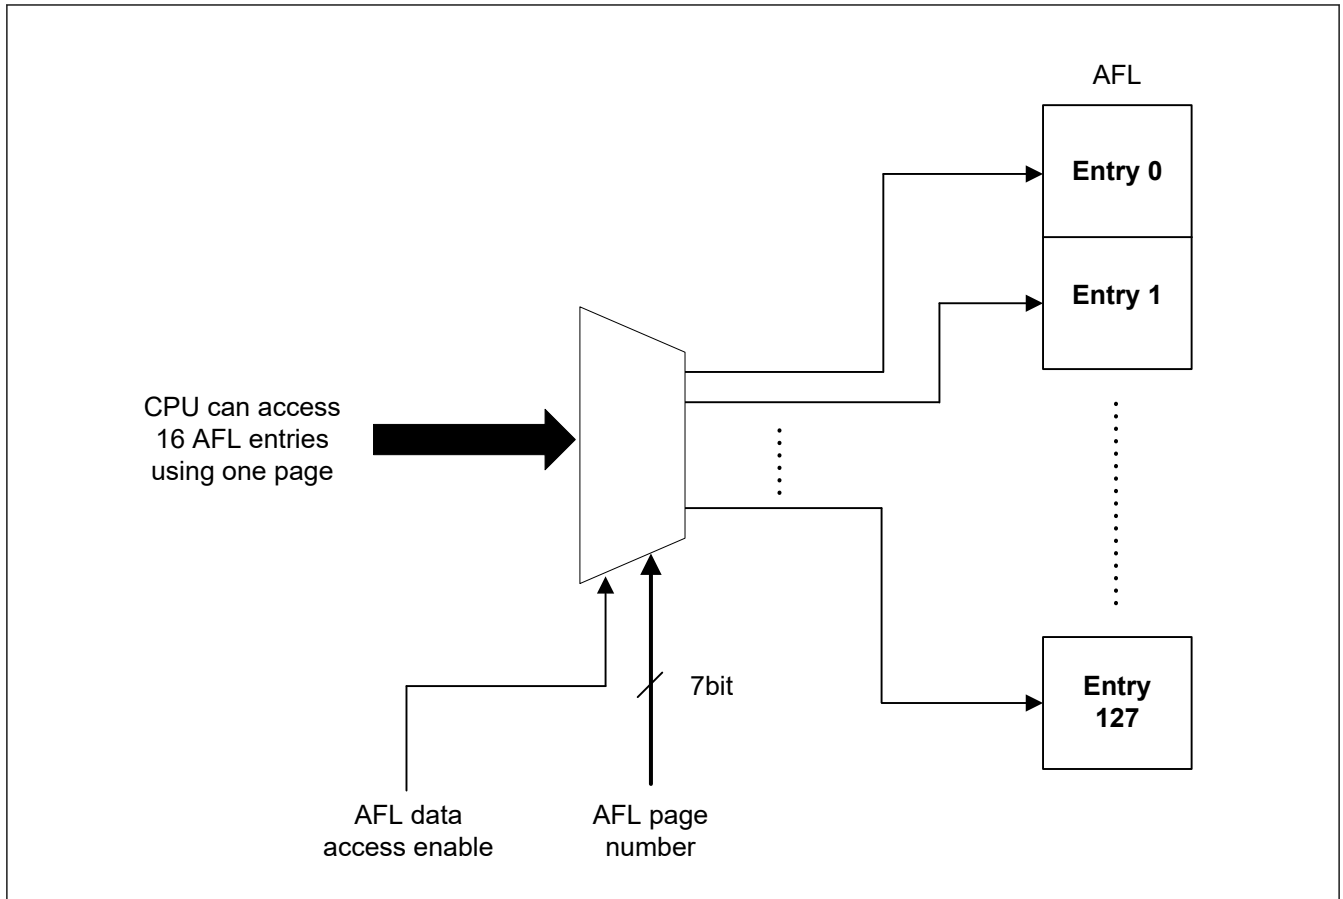 AFL
Entry 0
Entry 1
CPU can access
16 AFL entries
using one page
Entry
127
7bit
AFL data
access enable
AFL page
number